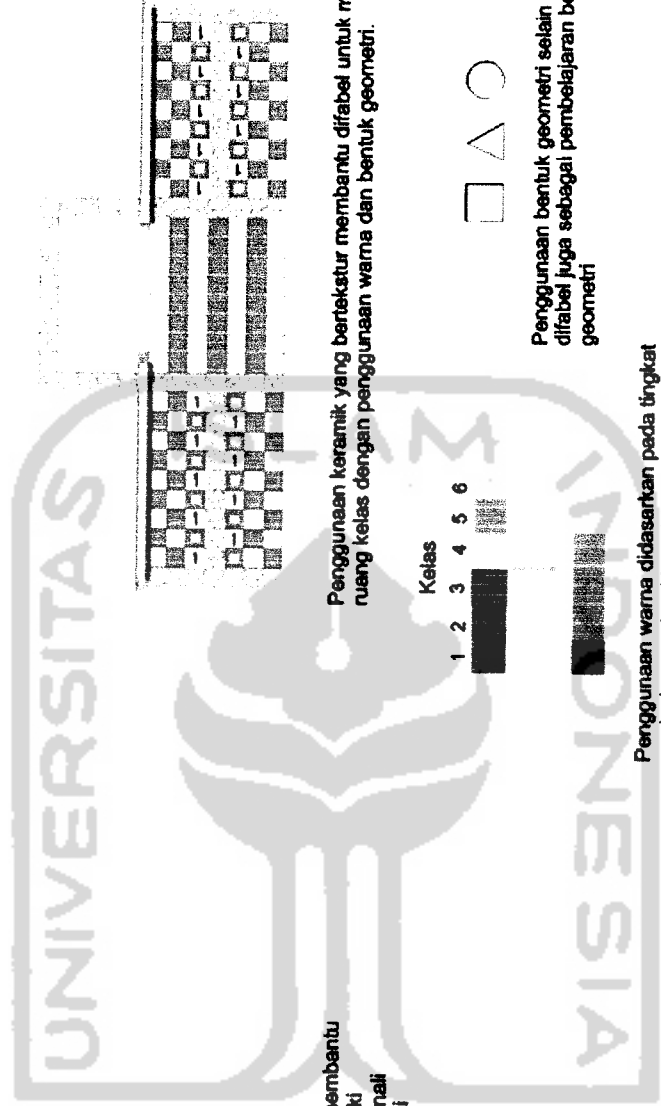 Penggunaan keramik yang bertekstur membantu difabel untuk
ruang kelas dengan penggunaan warna dan bentuk geometri.
Kelas
1 2 3 4 5 6
Penggunaan bentuk geometri selain
difabel juga sebagai pembelajaran
geometri
Penggunaan warna didasarkan pada tingkat
UNIVERSITAS
ISLAM
INDONESIA